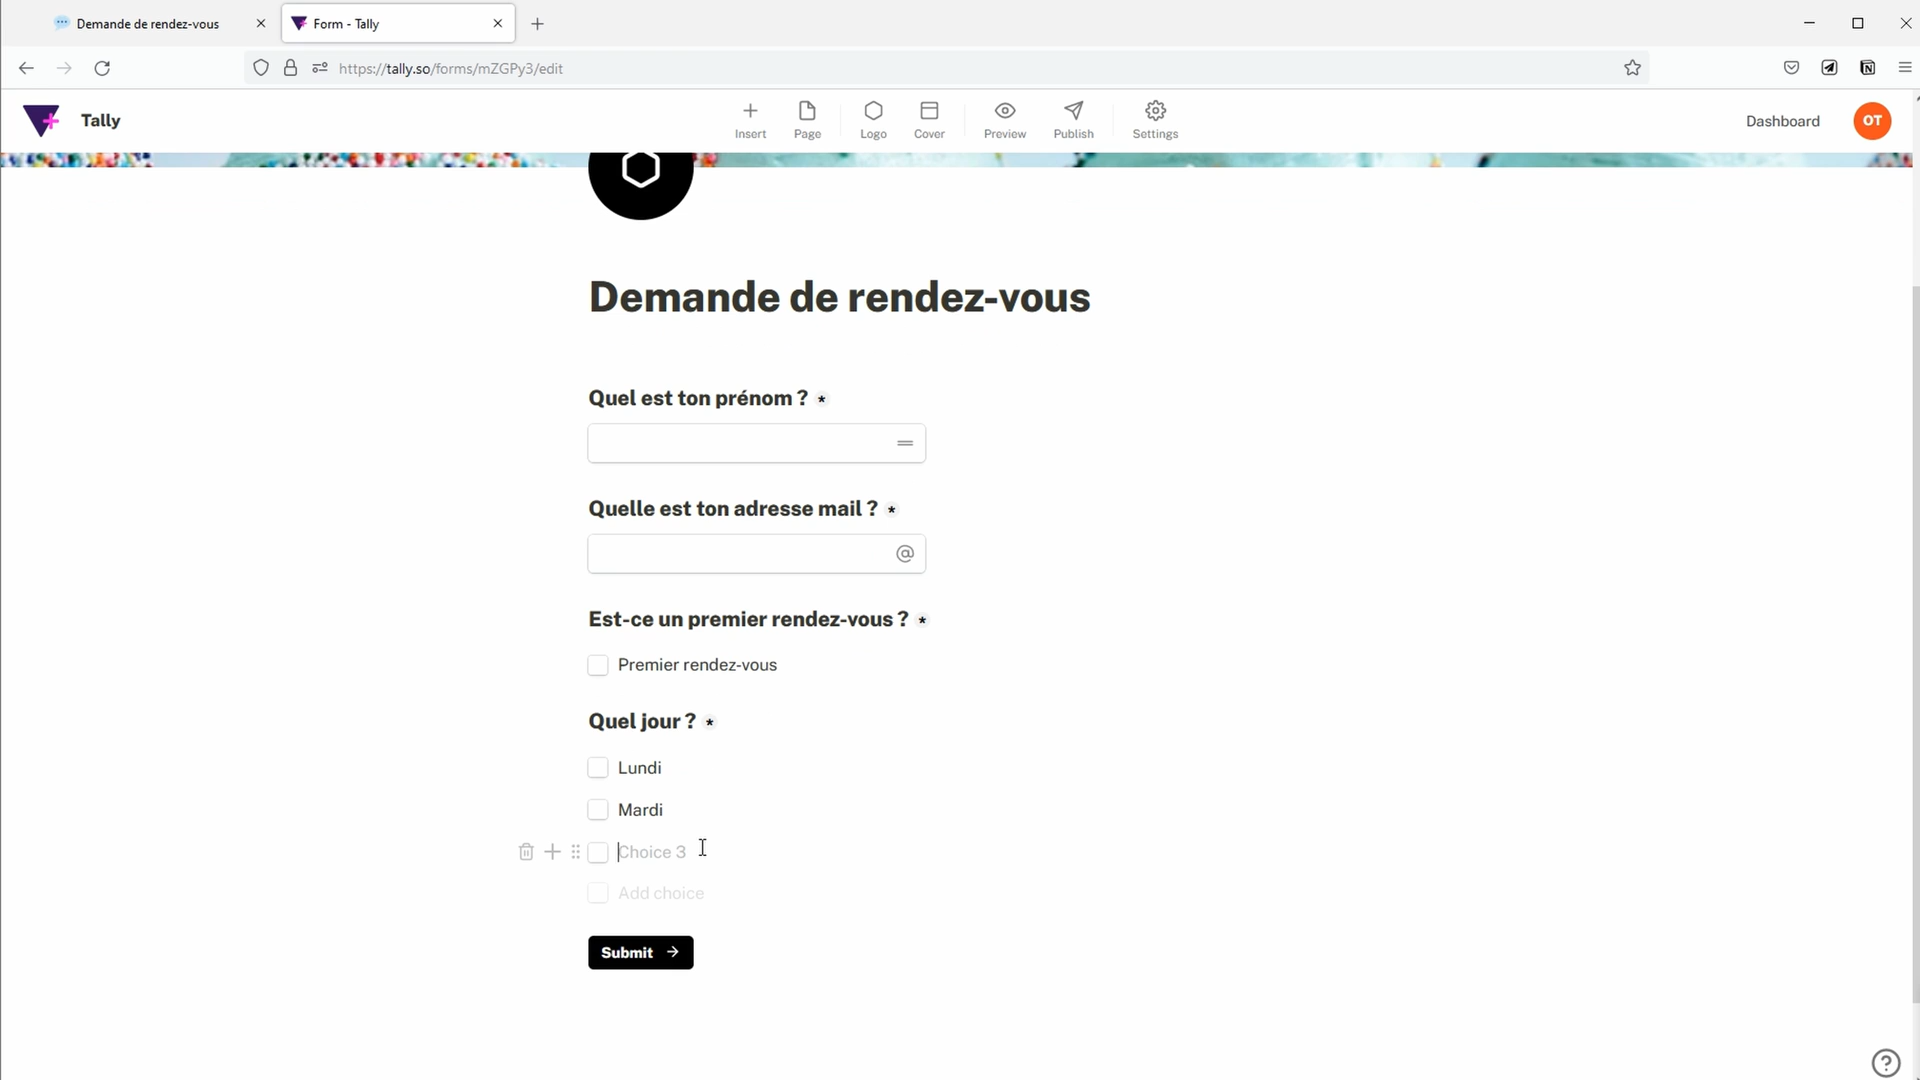 Demande de rendez-vous
Form - Tally
https://tally.so/forms/mZGPy3/edit
Tally
Insert
Page
Logo
Cover
Preview
Publish
Settings
Dashboard
OT
Demande de rendez-vous
Quel est ton prénom ? *
Quelle est ton adresse mail ? *
@
Est-ce un premier rendez-vous ? *
Premier rendez-vous
Quel jour ? *
Lundi
Mardi
Choice 3
Add choice
Submit →
?